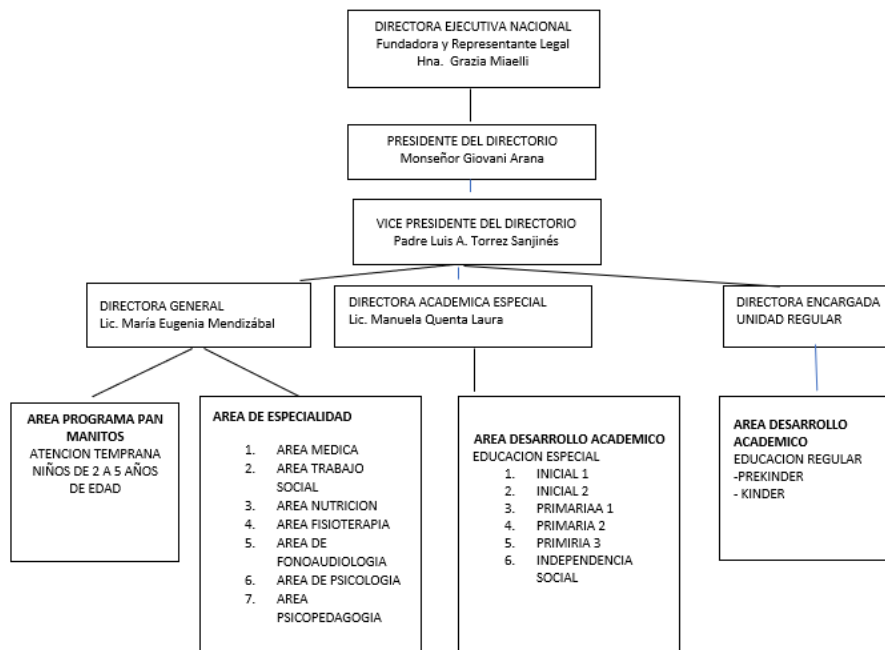 DIRECTORA EJECUTIVA NACIONAL
Fundadora y Representante Legal
Hna. Grazia Miaelli
PRESIDENTE DEL DIRECTORIO
Monseñor Giovani Arana
VICE PRESIDENTE DEL DIRECTORIO
Padre Luis A. Torrez Sanjinés
DIRECTORA GENERAL
Lic. María Eugenia Mendizábal
DIRECTORA ACADEMICA ESPECIAL
Lic. Manuela Quenta Laura
DIRECTORA ENCARGADA
UNIDAD REGULAR
AREA PROGRAMA PAN
MANITOS
ATENCION TEMPRANA
NIÑOS DE 2 A 5 AÑOS
DE EDAD
AREA DE ESPECIALIDAD
1. AREA MEDICA
2. AREA TRABAJO
SOCIAL
3. AREA NUTRICION
4. AREA FISIOTERAPIA
5. AREA DE
FONOAUDIOLOGIA
6. AREA DE PSICOLOGIA
7. AREA
PSICOPEDAGOGIA
AREA DESARROLLO ACADEMICO
EDUCACION ESPECIAL
1. INICIAL 1
2. INICIAL 2
3. PRIMARIAA 1
4. PRIMARIA 2
5. PRIMIRIA 3
6. INDEPENDENCIA
SOCIAL
AREA DESARROLLO
ACADEMICO
EDUCACION REGULAR
-PREKINDER
- KINDER